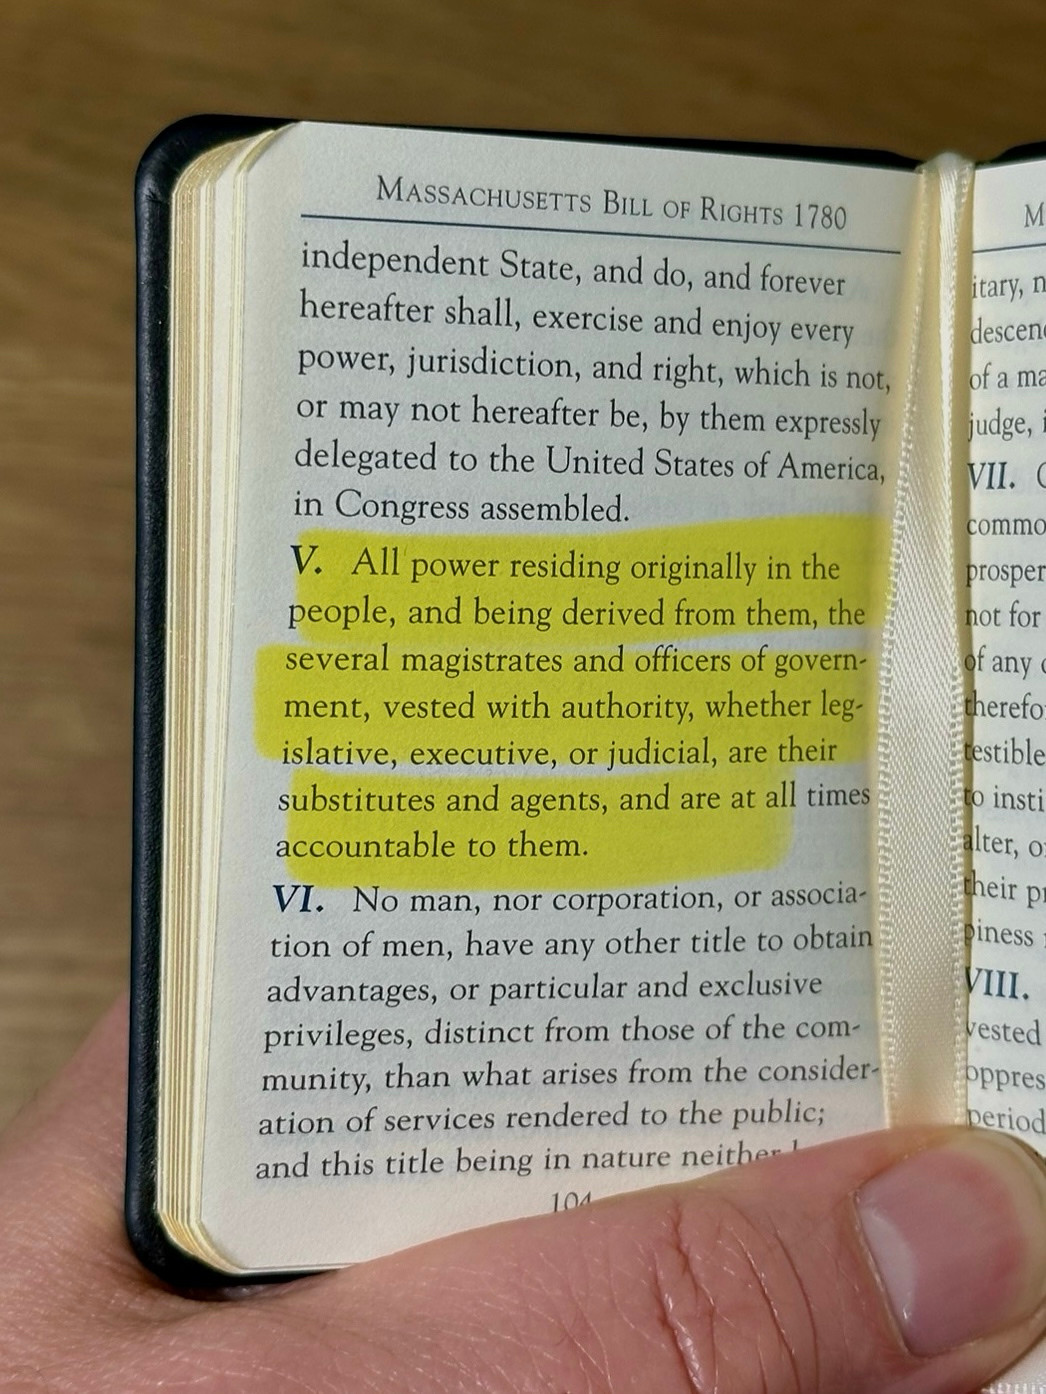 MASSACHUSETTS BILL OF RIGHTS 1780
independent State, and do, and forever
hereafter shall, exercise and enjoy every
power, jurisdiction, and right, which is not,
or may not hereafter be, by them expressly
delegated to the United States of America,
in Congress assembled.
V. All power residing originally in the
people, and being derived from them, the
several magistrates and officers of govern-
ment, vested with authority, whether leg-
islative, executive, or judicial, are their
substitutes and agents, and are at all times
accountable to them.
VI. No man, nor corporation, or associa-
tion of men, have any other title to obtain
advantages, or particular and exclusive
privileges, distinct from those of the com-
munity, than what arises from the consider-
ation of services rendered to the public;
and this title being in nature neither
104
itary,
of a
judge,
VII.
not for
of any
to
alter,
their
VIII.
vested
period